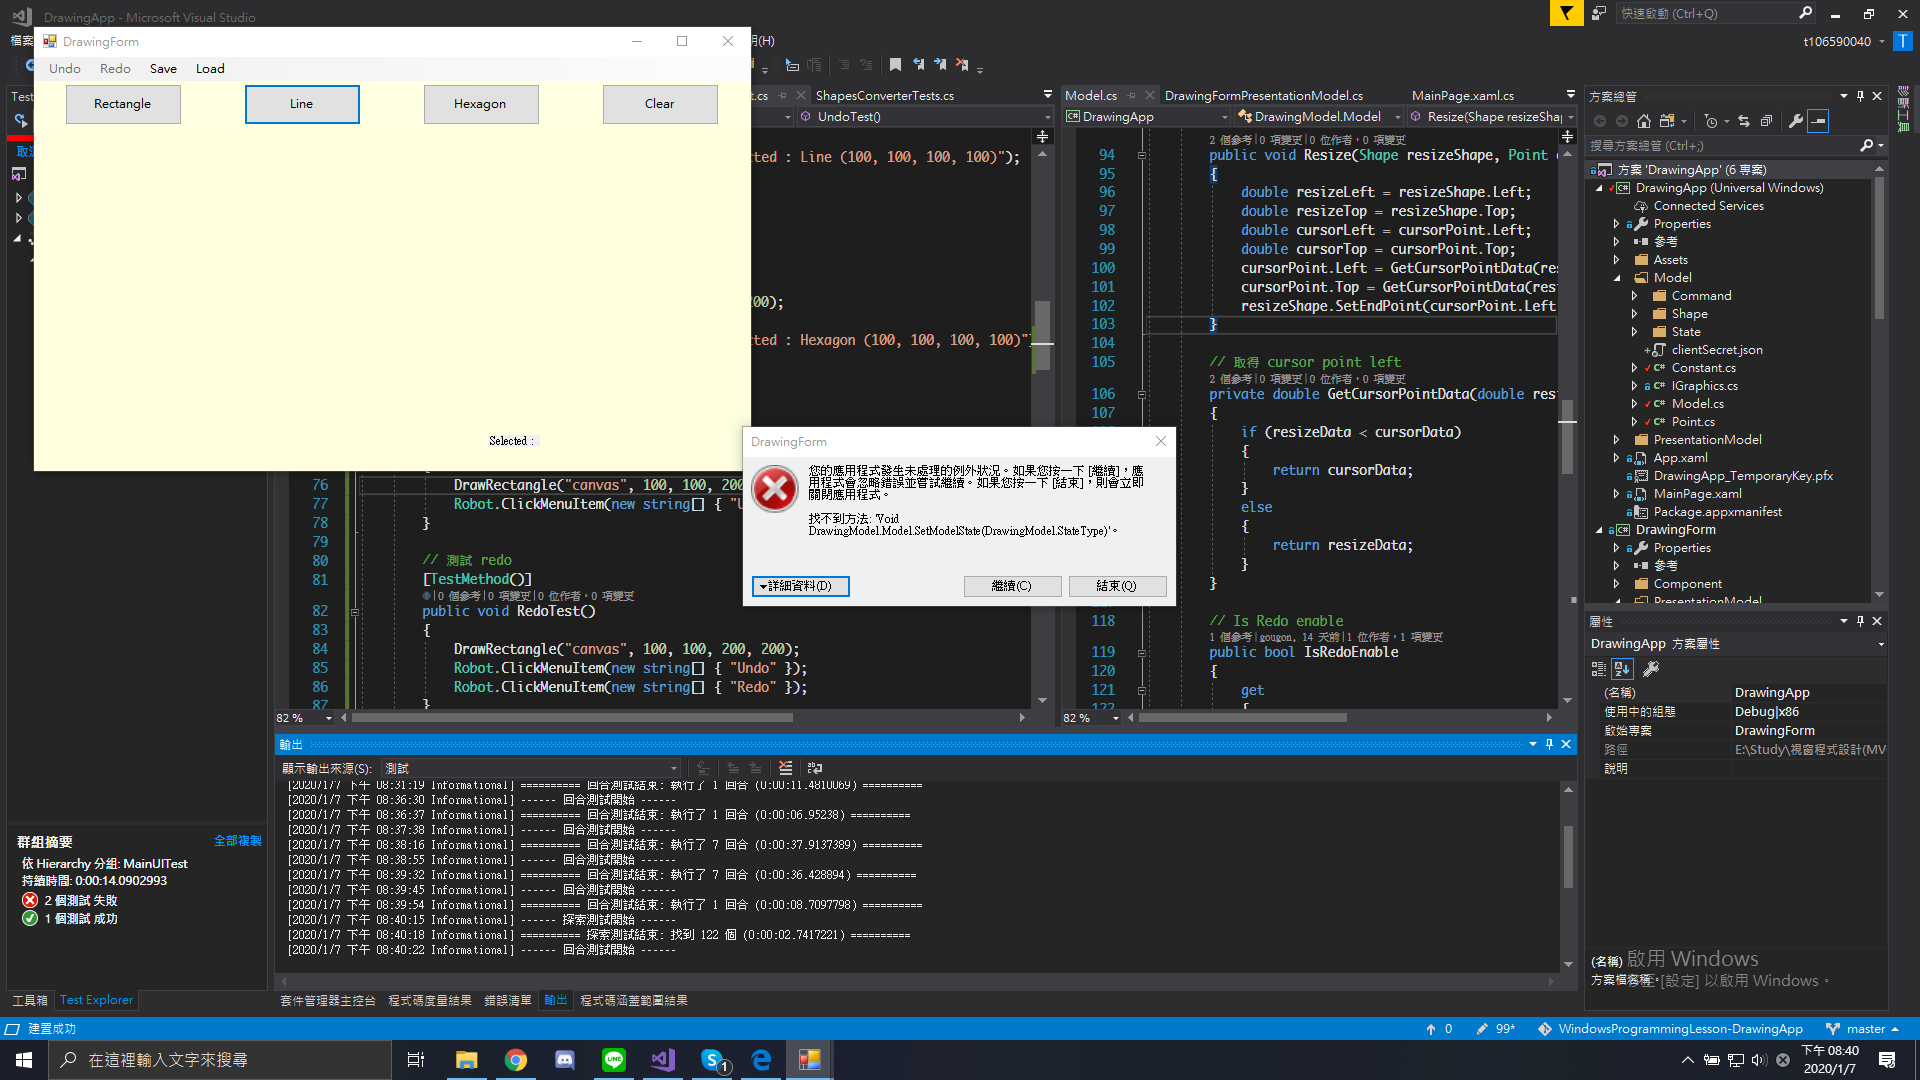 DrawingApp - Microsoft Visual Studio
快速啟動 (Ctrl+Q)
檔案
明(H)
t106590040
T
DrawingForm
Undo Redo Save Load
Rectangle Line Hexagon Clear
Selected :
Test
取消
t.cs ShapesConverterTests.cs
UndoTest()
cted : Line (100, 100, 100, 100)");
200);
cted : Hexagon (100, 100, 100, 100)"
76 DrawRectangle("canvas", 100, 100, 200
77 Robot.ClickMenuItem(new string[] { "U
78 }
79
80 // 測試 redo
81 [TestMethod()]
0 個參考|0 項變更|0 位作者，0 項變更
82 public void RedoTest()
83 {
84 DrawRectangle("canvas", 100, 100, 200, 200);
85 Robot.ClickMenuItem(new string[] { "Undo" });
86 Robot.ClickMenuItem(new string[] { "Redo" });
87 }
82 %
Model.cs DrawingFormPresentationModel.cs MainPage.xaml.cs
DrawingApp DrawingModel.Model Resize(Shape resizeSha
2 個參考|0 項變更|0 位作者，0 項變更
94 public void Resize(Shape resizeShape, Point
95 {
96 double resizeLeft = resizeShape.Left;
97 double resizeTop = resizeShape.Top;
98 double cursorLeft = cursorPoint.Left;
99 double cursorTop = cursorPoint.Top;
100 cursorPoint.Left = GetCursorPointData(res
101 cursorPoint.Top = GetCursorPointData(resi
102 resizeShape.SetEndPoint(cursorPoint.Left
103 }
104
105 // 取得 cursor point left
2 個參考|0 項變更|0 位作者，0 項變更
106 private double GetCursorPointData(double res
107 {
if (resizeData < cursorData)
{
return cursorData;
}
else
{
return resizeData;
}
}
118 // Is Redo enable
1 個參考|gougon, 14 天前|1 位作者，1 項變更
119 public bool IsRedoEnable
120 {
121 get
122 {
82 %
DrawingForm
您的應用程式發生未處理的例外狀況。如果您按一下 [繼續]，應
用程式會忽略錯誤並嘗試繼續。如果您按一下 [結束]，則會立即
關閉應用程式。
找不到方法: 'Void
DrawingModel.Model.SetModelState(DrawingModel.StateType)'。
詳細資料(D) 繼續(C) 結束(Q)
輸出
顯示輸出來源(S): 測試
[2020/1/7 下午 08:31:19 Informational] ========== 回合測試結束: 執行了 1 回合 (0:00:11.4810069) ==========
[2020/1/7 下午 08:36:30 Informational] ------ 回合測試開始 ------
[2020/1/7 下午 08:36:37 Informational] ========== 回合測試結束: 執行了 1 回合 (0:00:06.95238) ==========
[2020/1/7 下午 08:37:38 Informational] ------ 回合測試開始 ------
[2020/1/7 下午 08:38:16 Informational] ========== 回合測試結束: 執行了 7 回合 (0:00:37.9137389) ==========
[2020/1/7 下午 08:38:55 Informational] ------ 回合測試開始 ------
[2020/1/7 下午 08:39:32 Informational] ========== 回合測試結束: 執行了 7 回合 (0:00:36.428894) ==========
[2020/1/7 下午 08:39:45 Informational] ------ 回合測試開始 ------
[2020/1/7 下午 08:39:54 Informational] ========== 回合測試結束: 執行了 1 回合 (0:00:08.7097798) ==========
[2020/1/7 下午 08:40:15 Informational] ------ 探索測試開始 ------
[2020/1/7 下午 08:40:18 Informational] ========== 探索測試結束: 找到 122 個 (0:00:02.7417221) ==========
[2020/1/7 下午 08:40:22 Informational] ------ 回合測試開始 ------
套件管理器主控台 程式碼度量結果 錯誤清單 輸出 程式碼涵蓋範圍結果
群組摘要 全部複製
依 Hierarchy 分組: MainUITest
持續時間: 0:00:14.0902993
2 個測試 失敗
1 個測試 成功
工具箱 Test Explorer
方案總管
搜尋方案總管 (Ctrl+;)
方案 'DrawingApp' (6 專案)
DrawingApp (Universal Windows)
Connected Services
Properties
參考
Assets
Model
Command
Shape
State
clientSecret.json
Constant.cs
IGraphics.cs
Model.cs
Point.cs
PresentationModel
App.xaml
DrawingApp_TemporaryKey.pfx
MainPage.xaml
Package.appxmanifest
DrawingForm
Properties
參考
Component
PresentationModel
診斷工具
屬性
DrawingApp 方案屬性
(名稱) DrawingApp
使用中的組態 Debug|x86
啟始專案 DrawingForm
路徑 E:\Study\視窗程式設計(MV
說明
(名稱)
方案檔名稱。
啟用 Windows
[設定] 以啟用 Windows。
建置成功
0 99* WindowsProgrammingLesson-DrawingApp master
在這裡輸入文字來搜尋
1
下午 08:40
2020/1/7